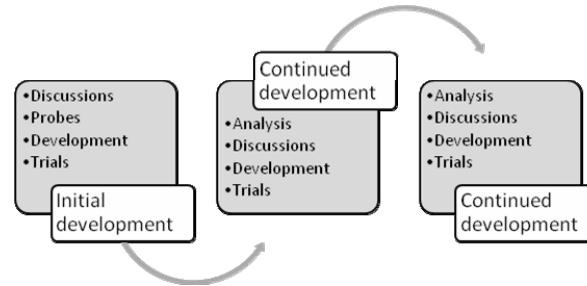 •Discussions
•Probes
•Development
•Trials
Initial
development
Continued
development
•Analysis
•Discussions
•Development
•Trials
•Analysis
•Discussions
•Development
•Trials
Continued
development